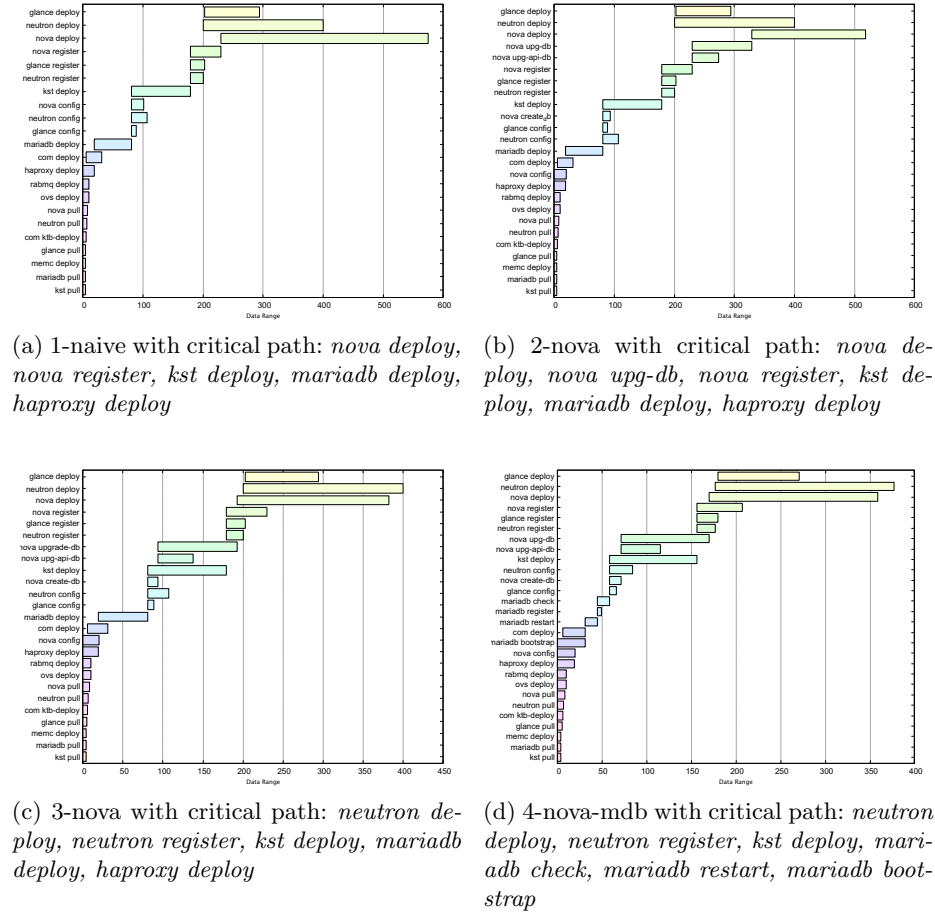 glance deploy
neutron deploy
nova deploy
nova register
glance register
neutron register
kst deploy
nova config
neutron config
glance config
mariadb deploy
com deploy
haproxy deploy
rabmq deploy
ovs deploy
nova pull
neutron pull
com ktb-deploy
glance pull
memc deploy
mariadb pull
kst pull
0 100 200 300 400 500 600
Data Range
(a) 1-naive with critical path: nova deploy,
nova register, kst deploy, mariadb deploy,
haproxy deploy
glance deploy
neutron deploy
nova deploy
nova upg-db
nova upg-api-db
nova register
glance register
neutron register
kst deploy
nova create_db
glance config
neutron config
mariadb deploy
com deploy
nova config
haproxy deploy
rabmq deploy
ovs deploy
nova pull
neutron pull
com ktb-deploy
glance pull
memc deploy
mariadb pull
kst pull
0 100 200 300 400 500 600
Data Range
(b) 2-nova with critical path: nova de-
ploy, nova upg-db, nova register, kst de-
ploy, mariadb deploy, haproxy deploy
glance deploy
neutron deploy
nova deploy
nova register
glance register
neutron register
nova upgrade-db
nova upg-api-db
kst deploy
nova create-db
neutron config
glance config
mariadb deploy
com deploy
nova config
haproxy deploy
rabmq deploy
ovs deploy
nova pull
neutron pull
com ktb-deploy
glance pull
memc deploy
mariadb pull
kst pull
0 50 100 150 200 250 300 350 400 450
Data Range
(c) 3-nova with critical path: neutron de-
ploy, neutron register, kst deploy, mariadb
deploy, haproxy deploy
glance deploy
neutron deploy
nova deploy
nova register
glance register
neutron register
nova upg-db
nova upg-api-db
kst deploy
neutron config
nova create-db
glance config
mariadb check
mariadb register
mariadb restart
com deploy
mariadb bootstrap
nova config
haproxy deploy
rabmq deploy
ovs deploy
nova pull
neutron pull
com ktb-deploy
glance pull
memc deploy
mariadb pull
kst pull
0 50 100 150 200 250 300 350 400
Data Range
(d) 4-nova-mdb with critical path: neutron
deploy, neutron register, kst deploy, mari-
adb check, mariadb restart, mariadb boot-
strap